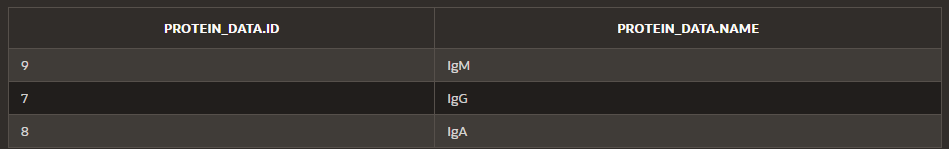 PROTEIN_DATA.ID PROTEIN_DATA.NAME
9 IgM
7 IgG
8 IgA